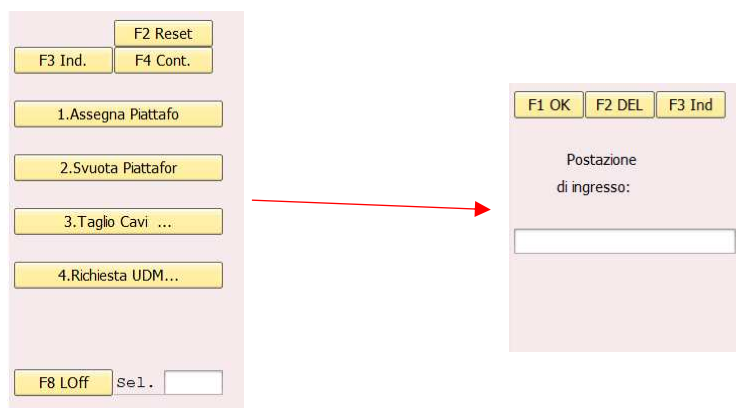 F2 Reset
F3 Ind. F4 Cont.
1.Assegna Piattafo
2.Svuota Piattafor
3.Taglio Cavi ...
4.Richiesta UDM...
F8 LOff Sel.
F1 OK F2 DEL F3 Ind
Postazione
di ingresso: